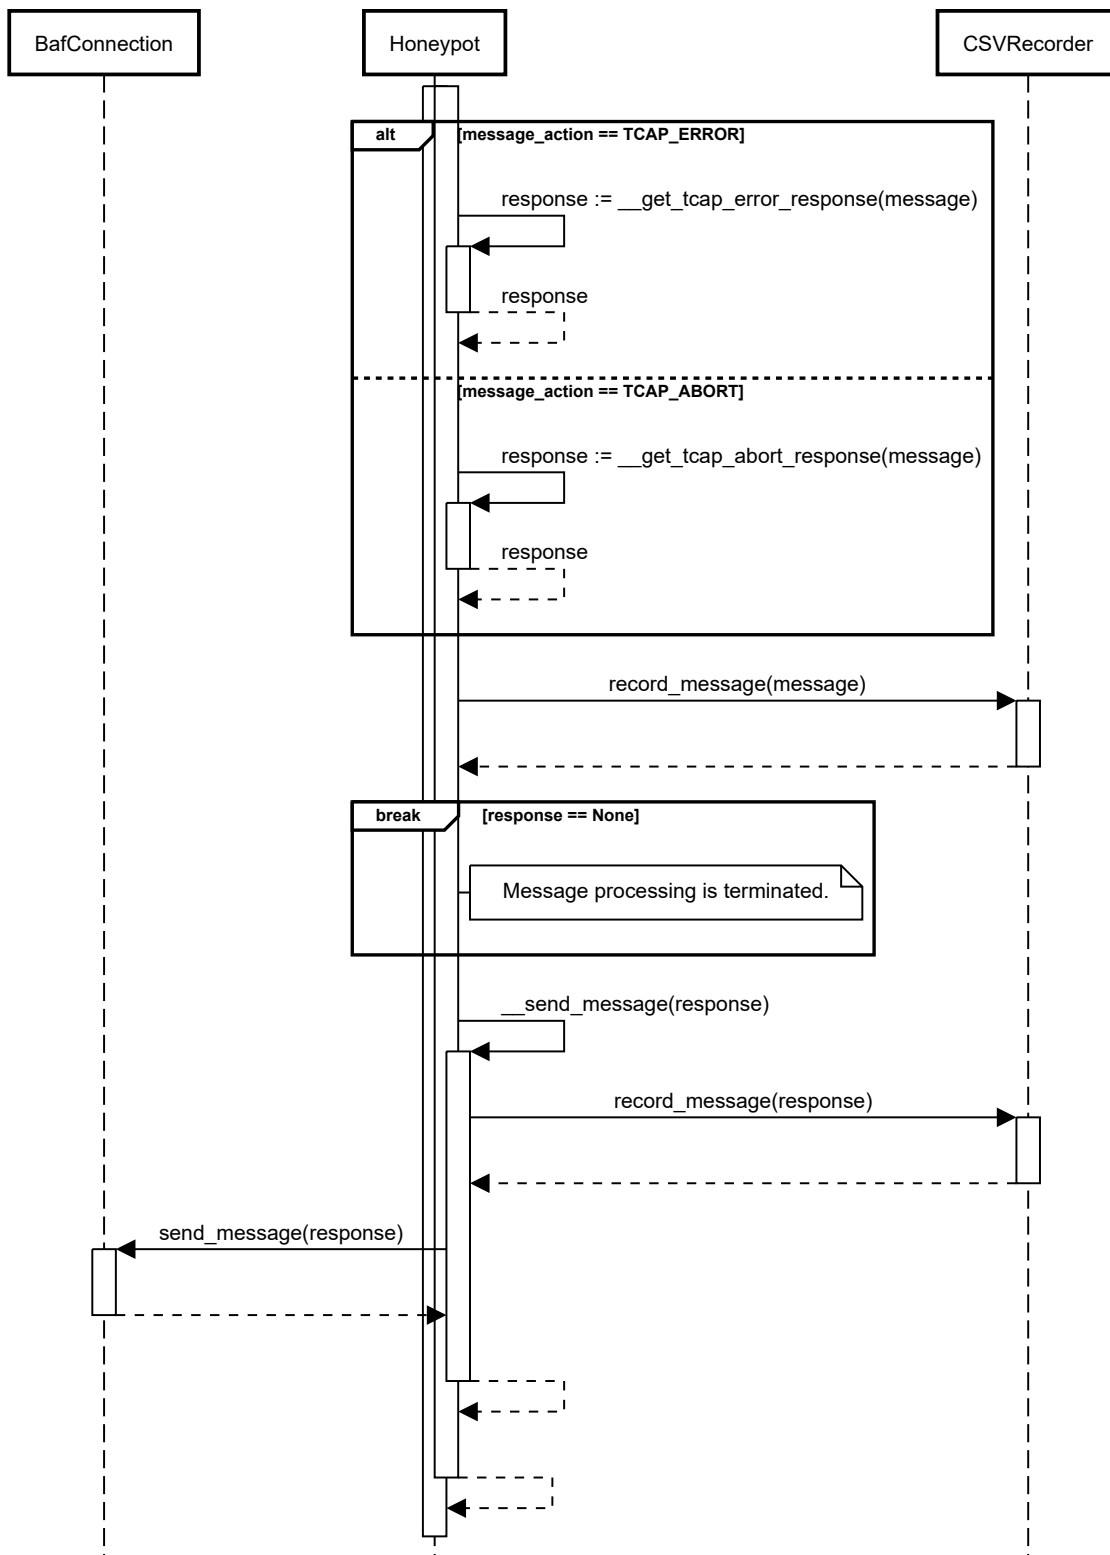 BafConnection
Honeypot
CSVRecorder
alt
[message_action == TCAP_ERROR]
response := __get_tcap_error_response(message)
response
[message_action == TCAP_ABORT]
response := __get_tcap_abort_response(message)
response
record_message(message)
break
[response == None]
Message processing is terminated.
__send_message(response)
record_message(response)
send_message(response)